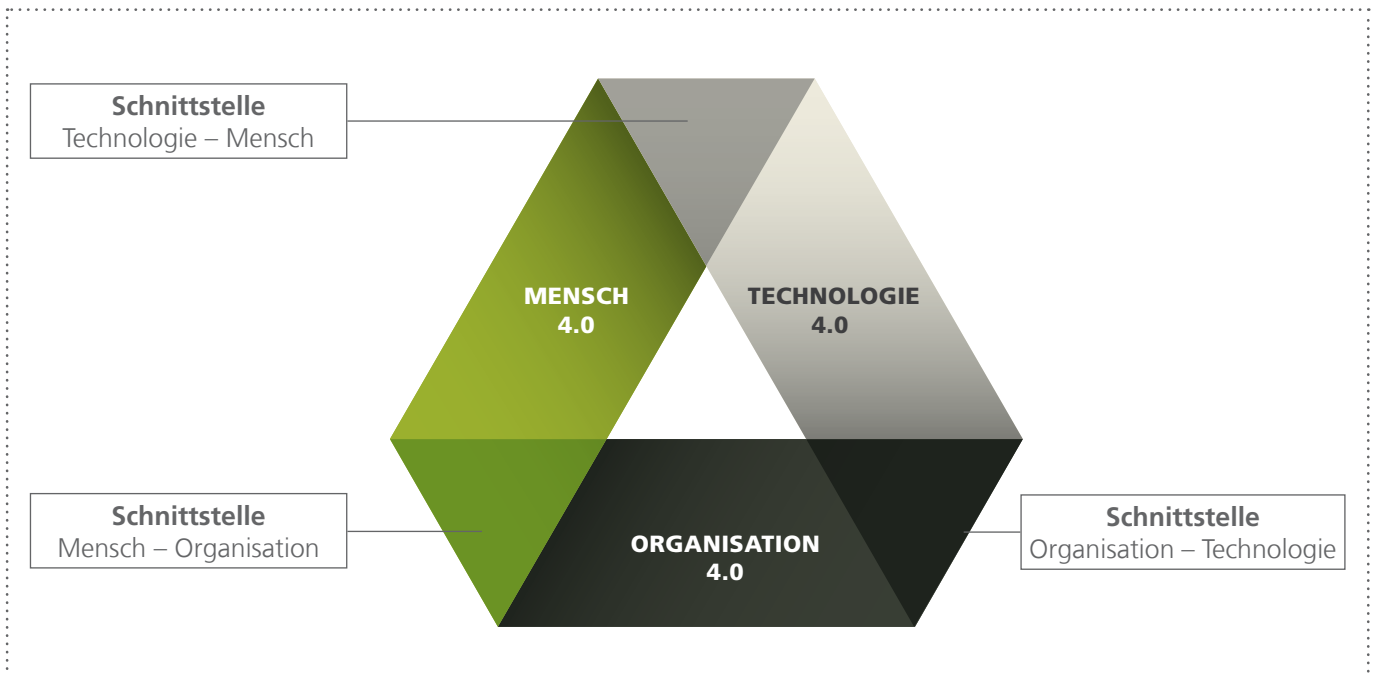 Schnittstelle
Technologie – Mensch
MENSCH
4.0
TECHNOLOGIE
4.0
Schnittstelle
Mensch – Organisation
ORGANISATION
4.0
Schnittstelle
Organisation – Technologie